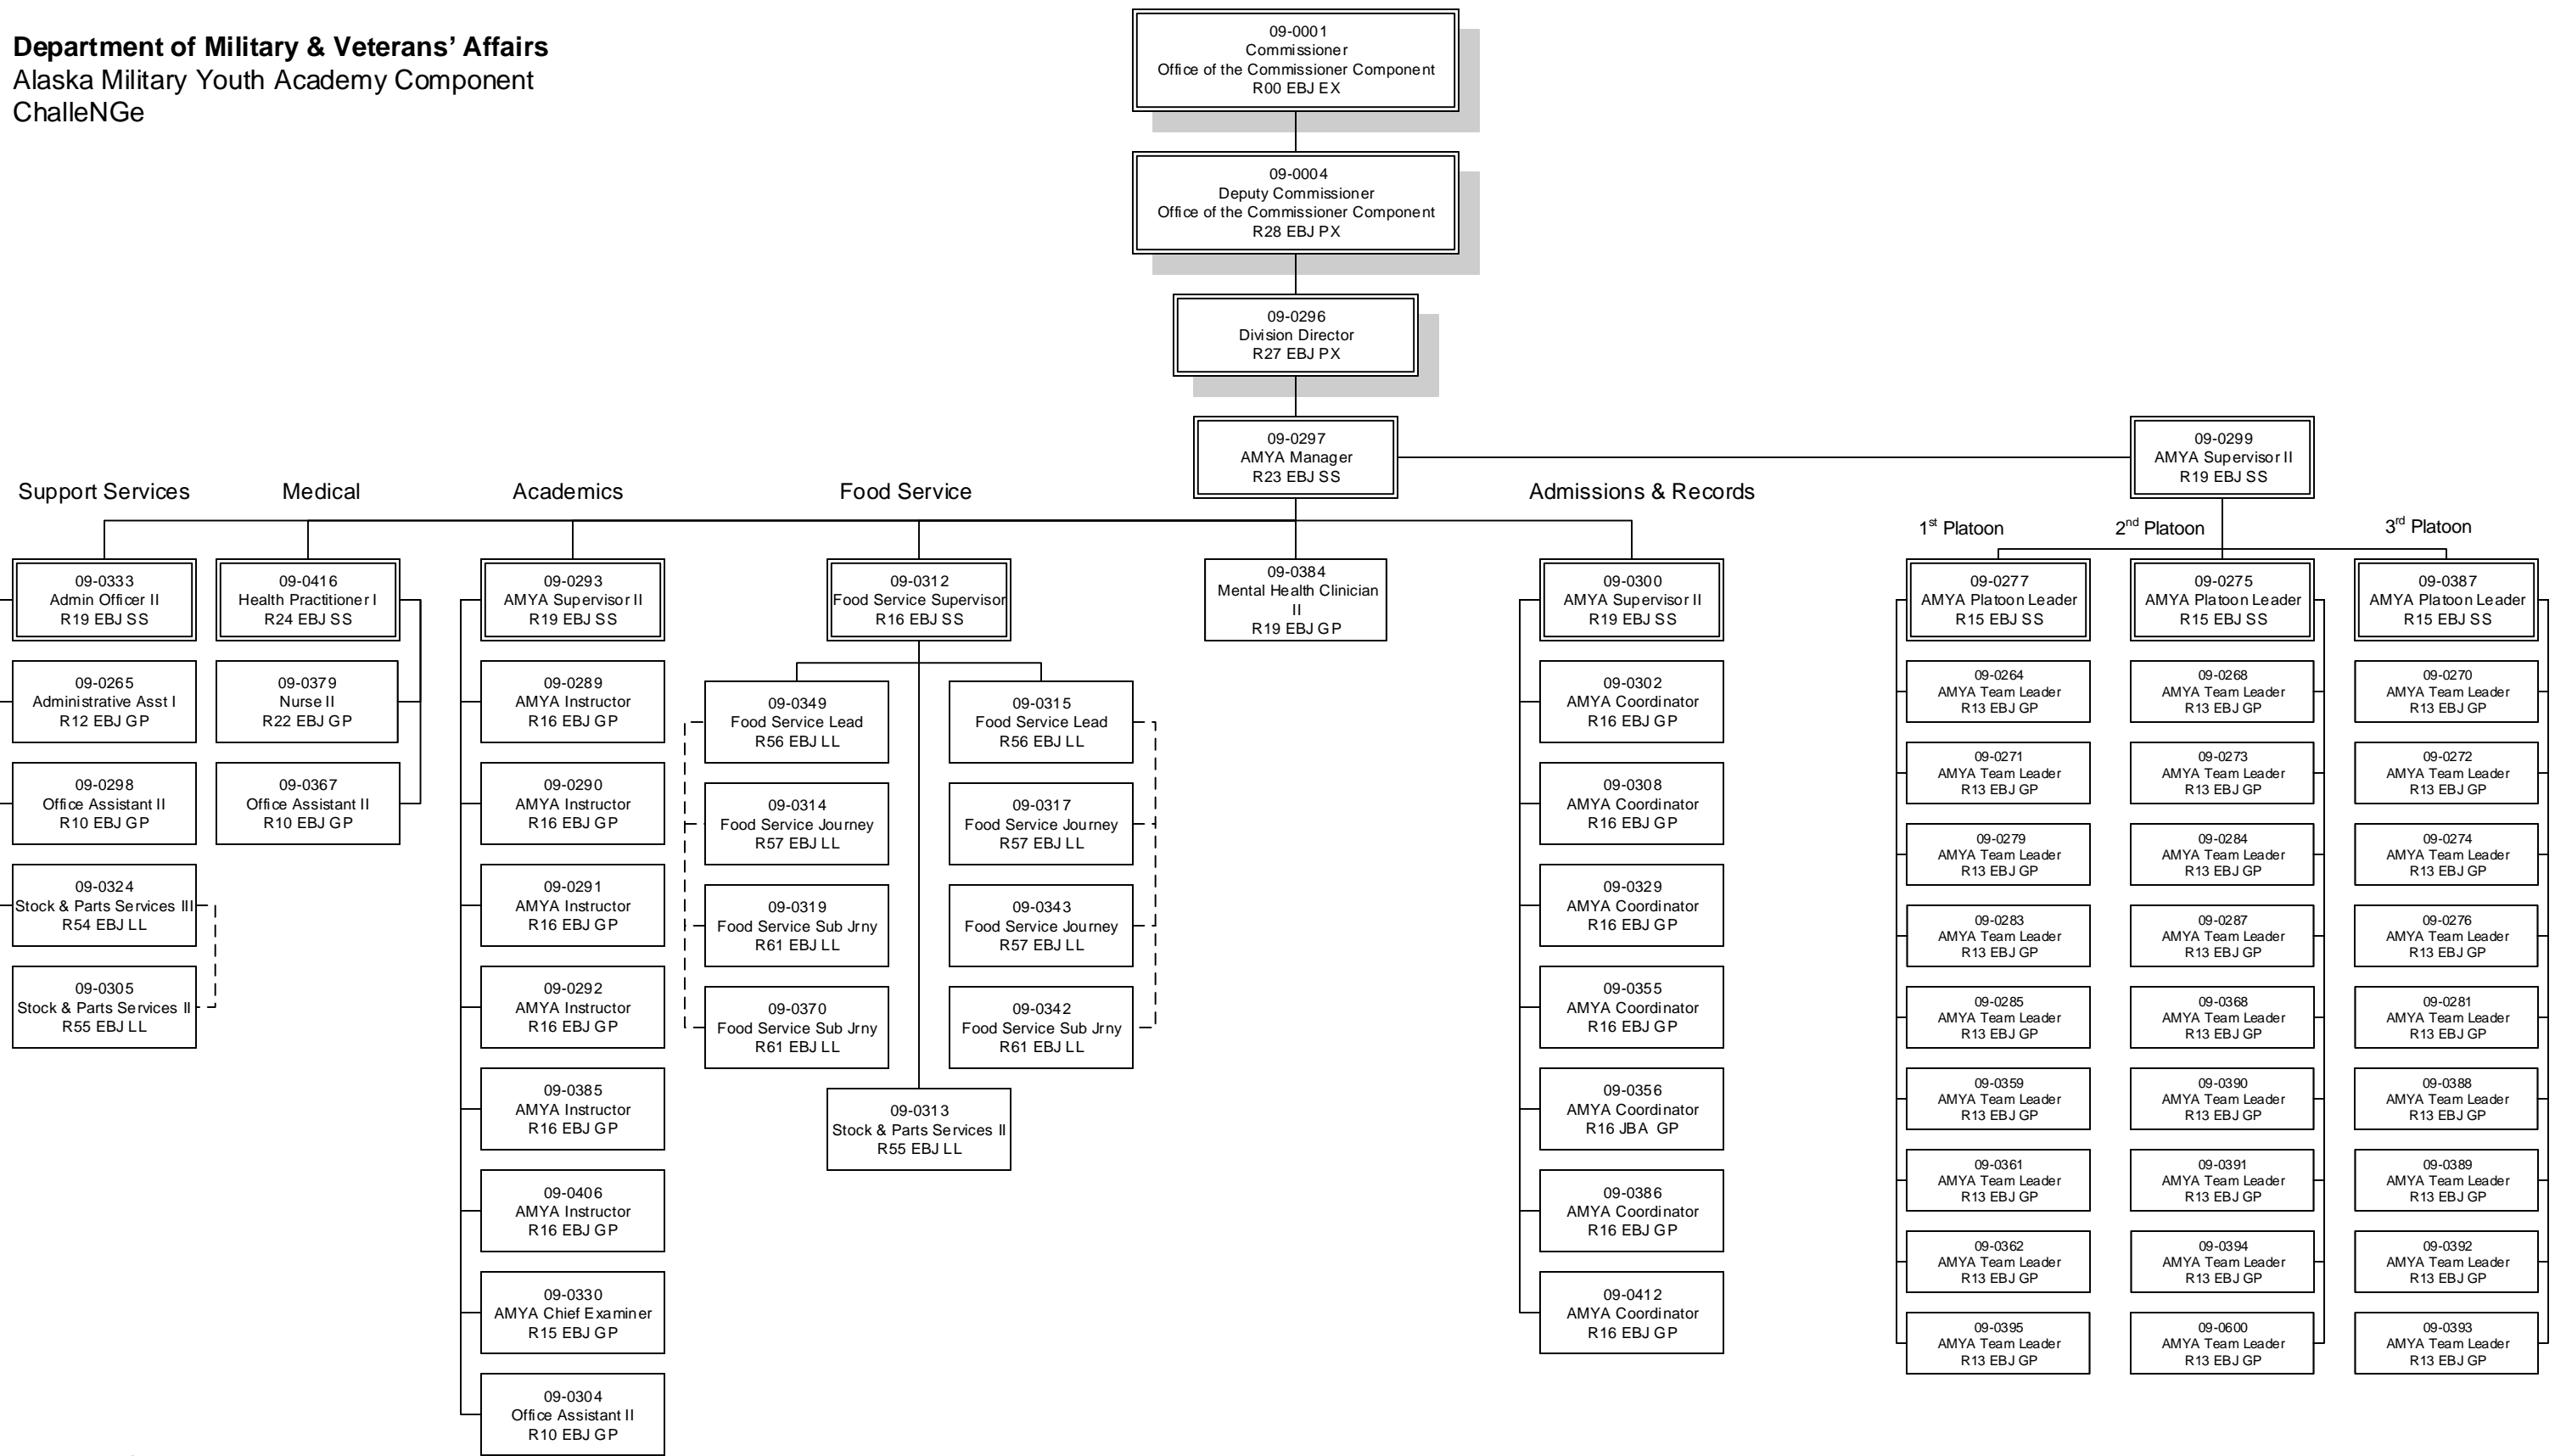 Department of Military & Veterans’ Affairs
Alaska Military Youth Academy Component
ChalleNGe
09-0001
Commissioner
Office of the Commissioner Component
R00 EBJ EX
09-0004
Deputy Commissioner
Office of the Commissioner Component
R28 EBJ PX
09-0296
Division Director
R27 EBJ PX
09-0297
AMYA Manager
R23 EBJ SS
09-0299
AMYA Supervisor II
R19 EBJ SS
Support Services
09-0333
Admin Officer II
R19 EBJ SS
09-0265
Administrative Asst I
R12 EBJ GP
09-0298
Office Assistant II
R10 EBJ GP
09-0324
Stock & Parts Services III
R54 EBJ LL
09-0305
Stock & Parts Services II
R55 EBJ LL
Medical
09-0416
Health Practitioner I
R24 EBJ SS
09-0379
Nurse II
R22 EBJ GP
09-0367
Office Assistant II
R10 EBJ GP
Academics
09-0293
AMYA Supervisor II
R19 EBJ SS
09-0289
AMYA Instructor
R16 EBJ GP
09-0290
AMYA Instructor
R16 EBJ GP
09-0291
AMYA Instructor
R16 EBJ GP
09-0292
AMYA Instructor
R16 EBJ GP
09-0385
AMYA Instructor
R16 EBJ GP
09-0406
AMYA Instructor
R16 EBJ GP
09-0330
AMYA Chief Examiner
R15 EBJ GP
09-0304
Office Assistant II
R10 EBJ GP
Food Service
09-0312
Food Service Supervisor
R16 EBJ SS
09-0349
Food Service Lead
R56 EBJ LL
09-0314
Food Service Journey
R57 EBJ LL
09-0319
Food Service Sub Jrny
R61 EBJ LL
09-0370
Food Service Sub Jrny
R61 EBJ LL
09-0315
Food Service Lead
R56 EBJ LL
09-0317
Food Service Journey
R57 EBJ LL
09-0343
Food Service Journey
R57 EBJ LL
09-0342
Food Service Sub Jrny
R61 EBJ LL
09-0313
Stock & Parts Services II
R55 EBJ LL
09-0384
Mental Health Clinician
II
R19 EBJ GP
Admissions & Records
09-0300
AMYA Supervisor II
R19 EBJ SS
09-0302
AMYA Coordinator
R16 EBJ GP
09-0308
AMYA Coordinator
R16 EBJ GP
09-0329
AMYA Coordinator
R16 EBJ GP
09-0355
AMYA Coordinator
R16 EBJ GP
09-0356
AMYA Coordinator
R16 JBA GP
09-0386
AMYA Coordinator
R16 EBJ GP
09-0412
AMYA Coordinator
R16 EBJ GP
1st Platoon
09-0277
AMYA Platoon Leader
R15 EBJ SS
09-0264
AMYA Team Leader
R13 EBJ GP
09-0271
AMYA Team Leader
R13 EBJ GP
09-0279
AMYA Team Leader
R13 EBJ GP
09-0283
AMYA Team Leader
R13 EBJ GP
09-0285
AMYA Team Leader
R13 EBJ GP
09-0359
AMYA Team Leader
R13 EBJ GP
09-0361
AMYA Team Leader
R13 EBJ GP
09-0362
AMYA Team Leader
R13 EBJ GP
09-0395
AMYA Team Leader
R13 EBJ GP
2nd Platoon
09-0275
AMYA Platoon Leader
R15 EBJ SS
09-0268
AMYA Team Leader
R13 EBJ GP
09-0273
AMYA Team Leader
R13 EBJ GP
09-0284
AMYA Team Leader
R13 EBJ GP
09-0287
AMYA Team Leader
R13 EBJ GP
09-0368
AMYA Team Leader
R13 EBJ GP
09-0390
AMYA Team Leader
R13 EBJ GP
09-0391
AMYA Team Leader
R13 EBJ GP
09-0394
AMYA Team Leader
R13 EBJ GP
09-0600
AMYA Team Leader
R13 EBJ GP
3rd Platoon
09-0387
AMYA Platoon Leader
R15 EBJ SS
09-0270
AMYA Team Leader
R13 EBJ GP
09-0272
AMYA Team Leader
R13 EBJ GP
09-0274
AMYA Team Leader
R13 EBJ GP
09-0276
AMYA Team Leader
R13 EBJ GP
09-0281
AMYA Team Leader
R13 EBJ GP
09-0388
AMYA Team Leader
R13 EBJ GP
09-0389
AMYA Team Leader
R13 EBJ GP
09-0392
AMYA Team Leader
R13 EBJ GP
09-0393
AMYA Team Leader
R13 EBJ GP